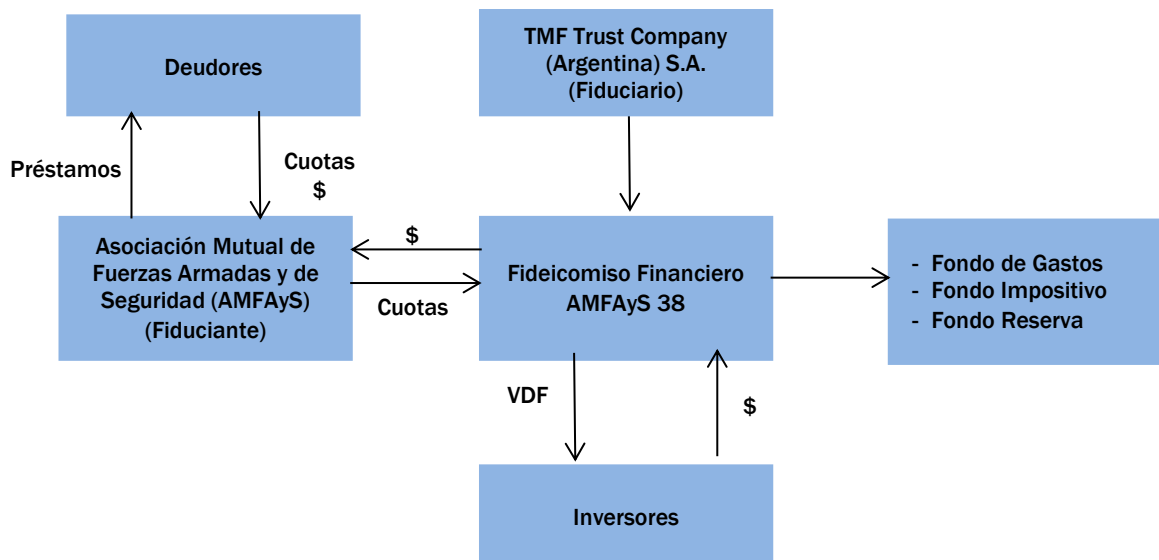 Deudores
TMF Trust Company
(Argentina) S.A.
(Fiduciario)
Préstamos
Cuotas
$
Asociación Mutual de
Fuerzas Armadas y de
Seguridad (AMFAyS)
(Fiduciante)
$
Cuotas
Fideicomiso Financiero
AMFAyS 38
- Fondo de Gastos
- Fondo Impositivo
- Fondo Reserva
VDF
$
Inversores